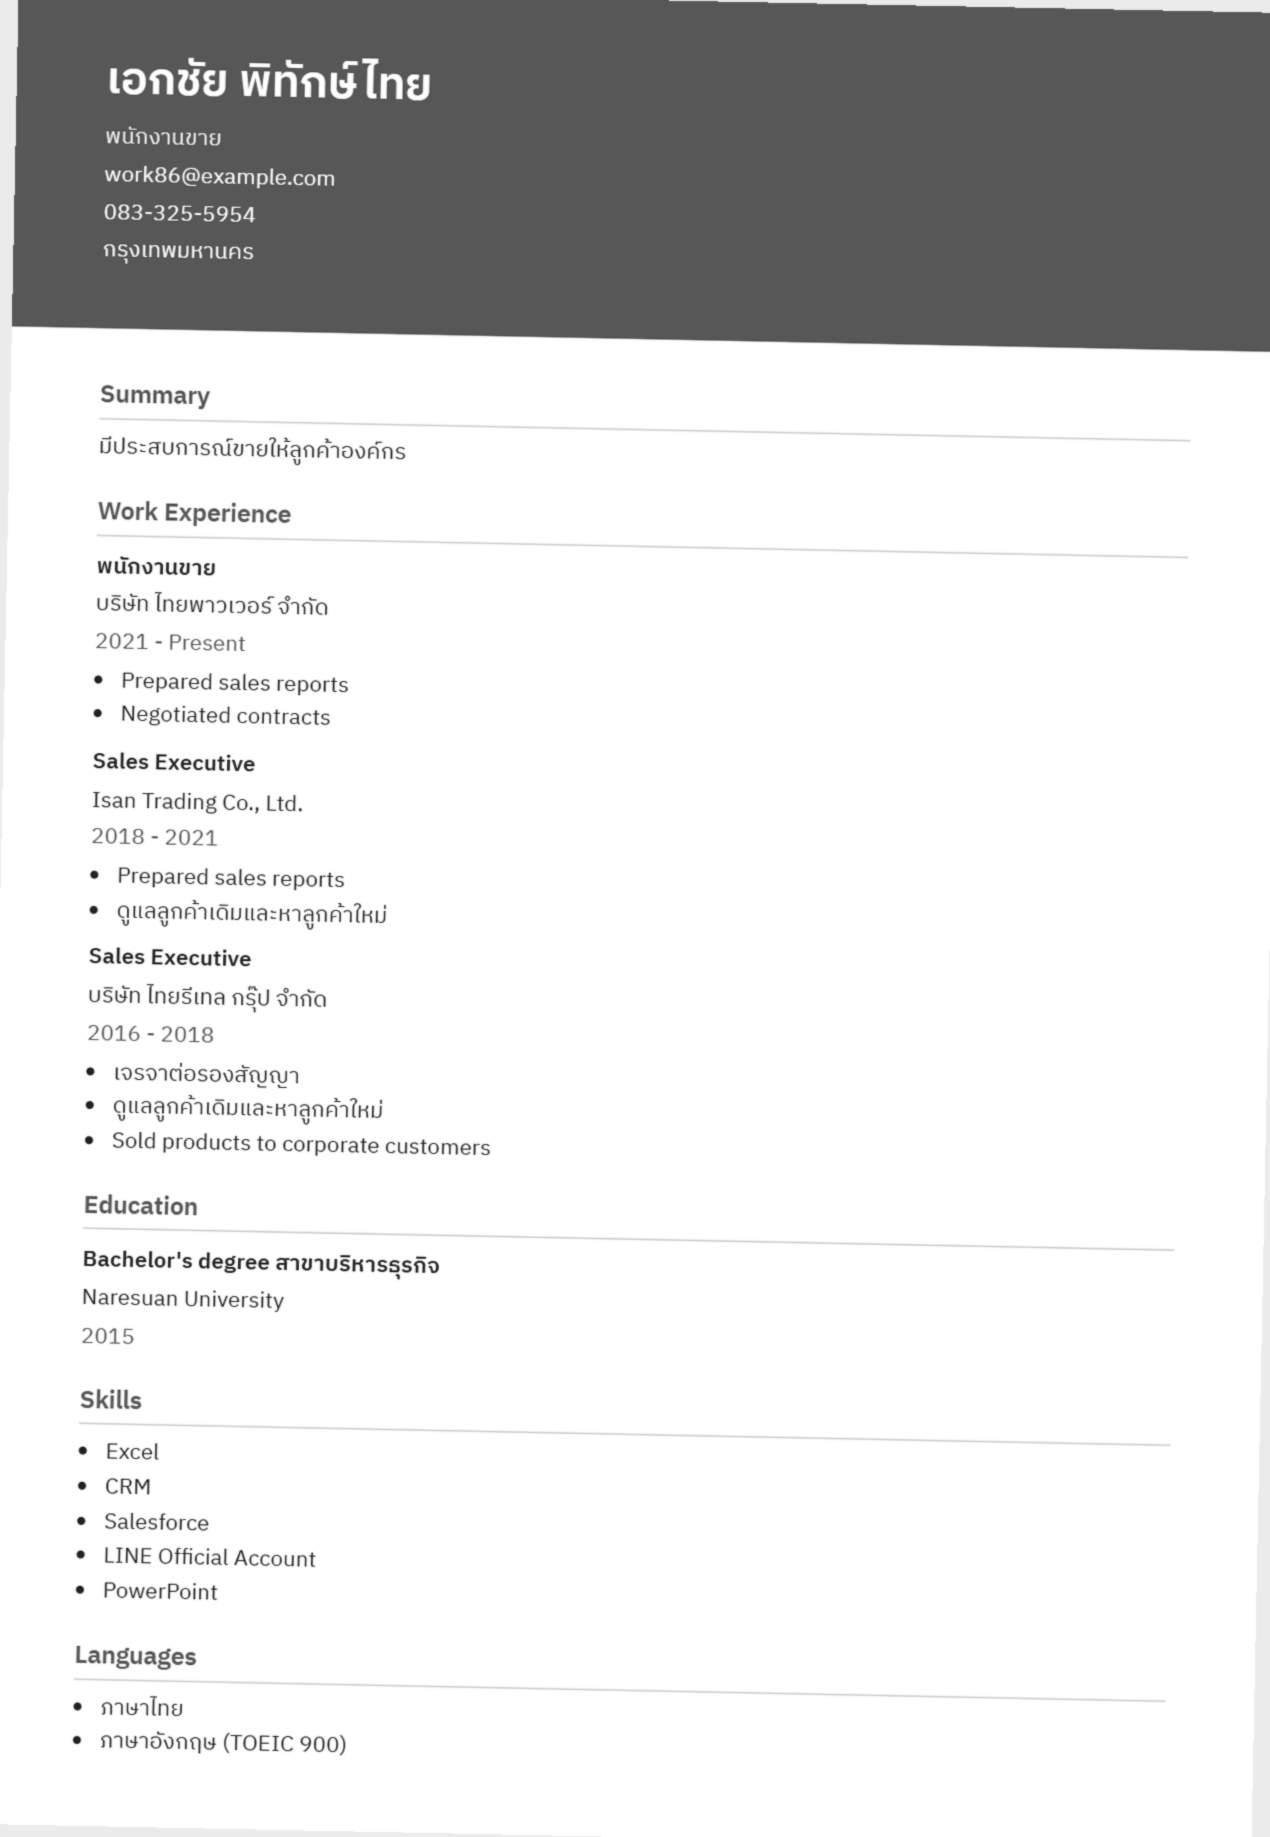 เอกชัย พิทักษ์ไทย
พนักงานขาย
work86@example.com
083-325-5954
กรุงเทพมหานคร
Summary
มีประสบการณ์ขายให้ลูกค้าองค์กร
Work Experience
พนักงานขาย
บริษัท ไทยพาวเวอร์ จำกัด
2021 - Present
• Prepared sales reports
• Negotiated contracts
Sales Executive
Isan Trading Co., Ltd.
2018 - 2021
• Prepared sales reports
• ดูแลลูกค้าเดิมและหาลูกค้าใหม่
Sales Executive
บริษัท ไทยรีเทล กรุ๊ป จำกัด
2016 - 2018
• เจรจาต่อรองสัญญา
• ดูแลลูกค้าเดิมและหาลูกค้าใหม่
• Sold products to corporate customers
Education
Bachelor's degree สาขาบริหารธุรกิจ
Naresuan University
2015
Skills
• Excel
• CRM
• Salesforce
• LINE Official Account
• PowerPoint
Languages
• ภาษาไทย
• ภาษาอังกฤษ (TOEIC 900)